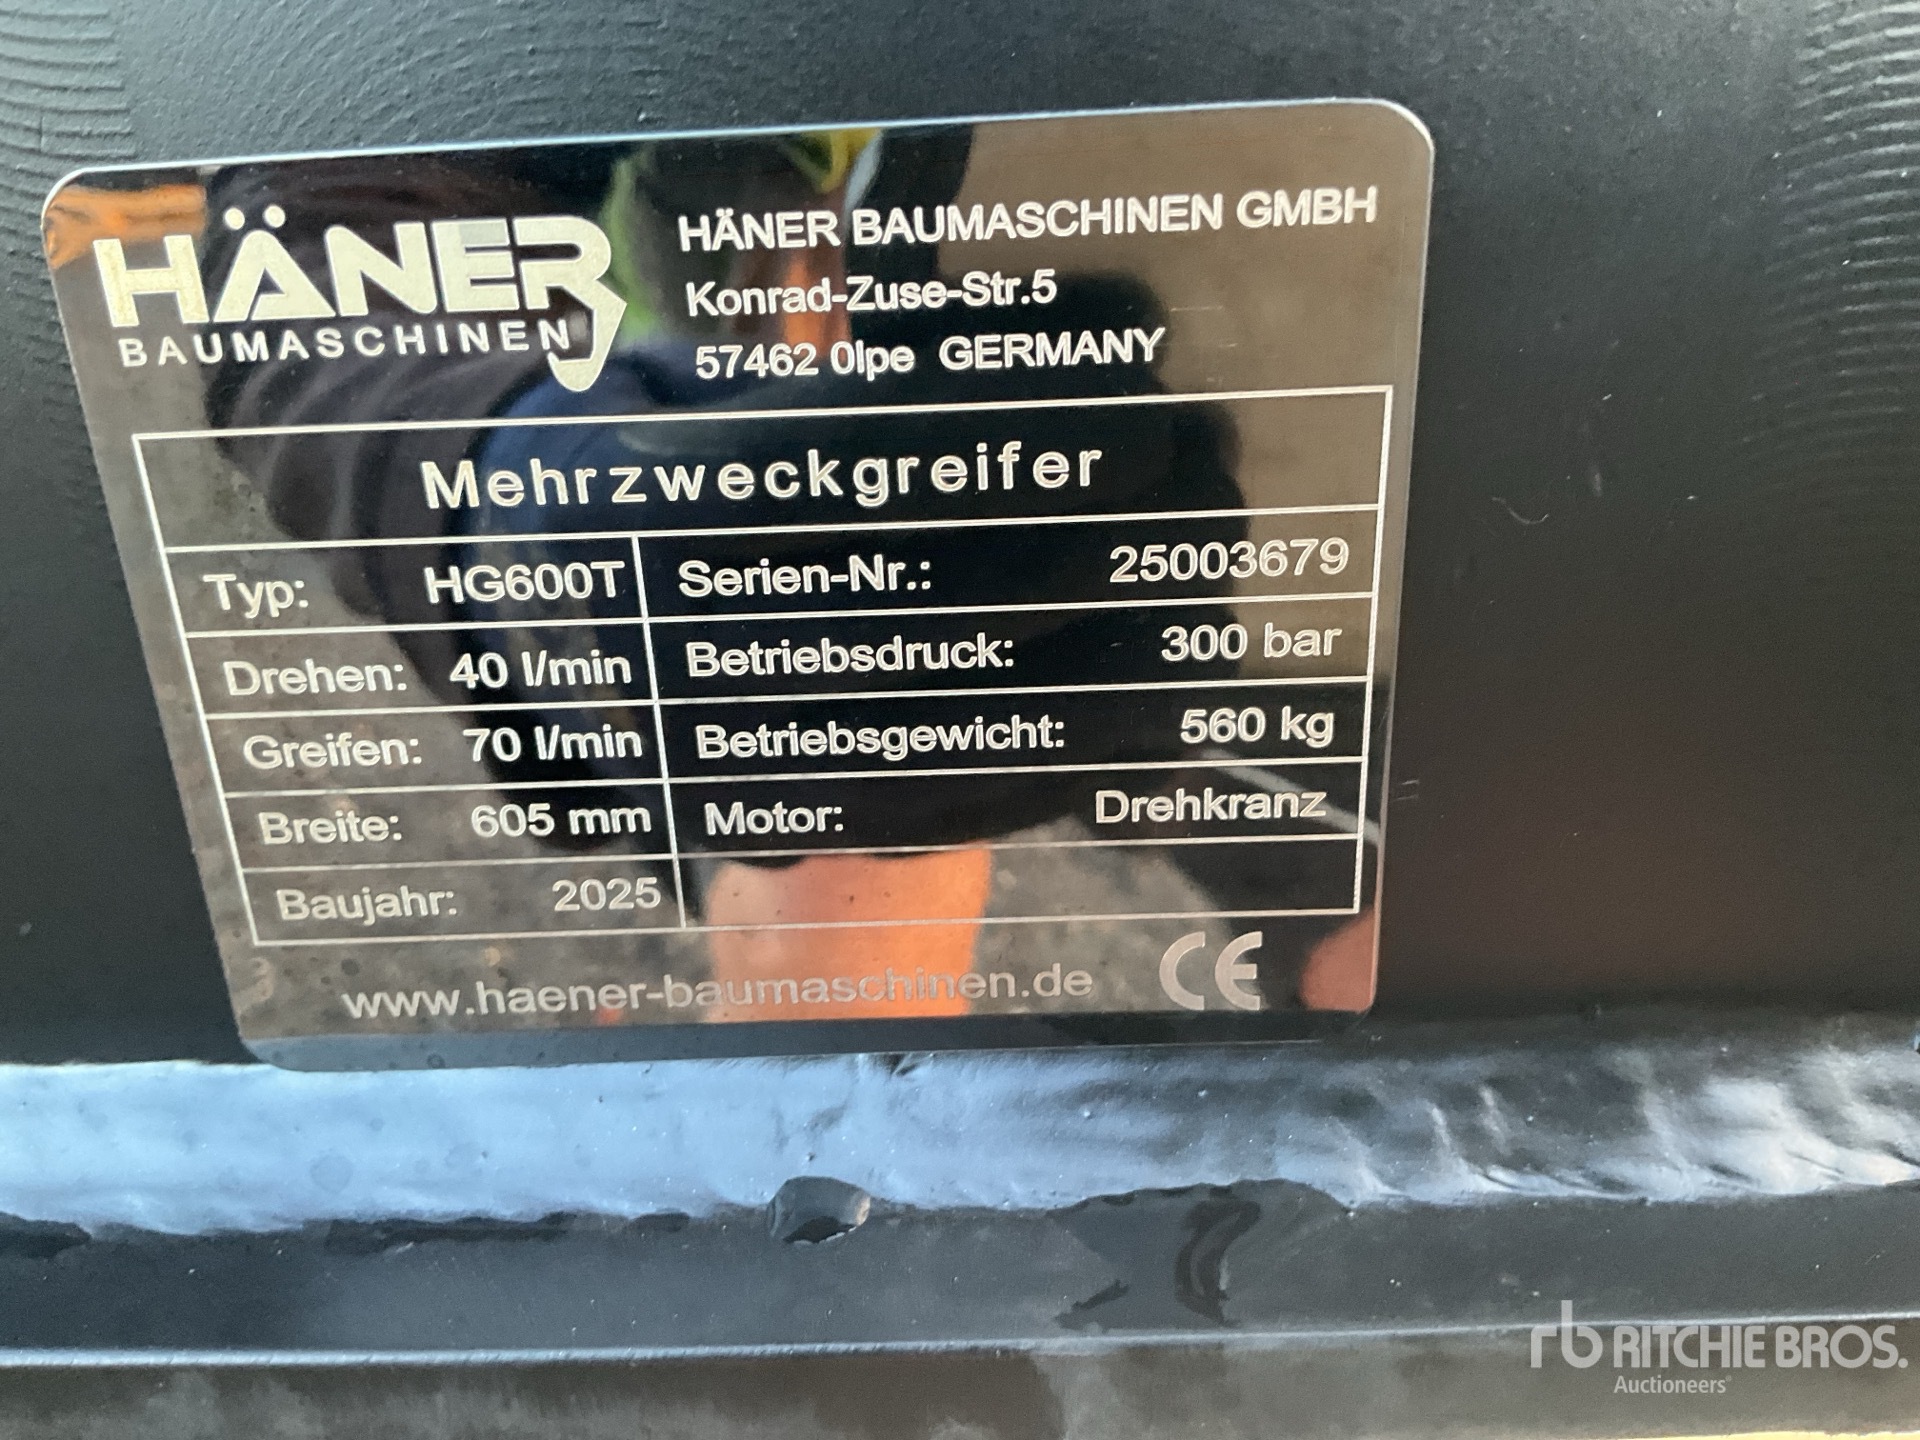 HÄNER
BAUMASCHINEN
HÄNER BAUMASCHINEN GMBH
Konrad-Zuse-Str.5
57462 Olpe GERMANY
Mehrzweckgreifer
Typ: HG600T Serien-Nr.: 25003679
Drehen: 40 l/min Betriebsdruck: 300 bar
Greifen: 70 l/min Betriebsgewicht: 560 kg
Breite: 605 mm Motor: Drehkranz
Baujahr: 2025
www.haener-baumaschinen.de CE
rb RITCHIE BROS.
Auctioneers